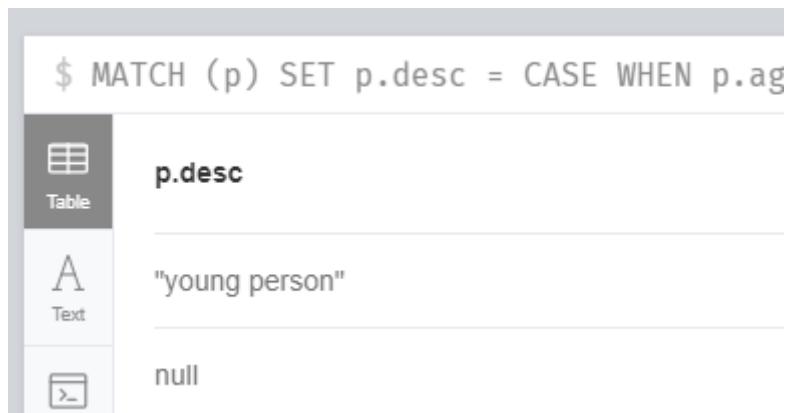 $ MATCH (p) SET p.desc = CASE WHEN p.ag
Table
p.desc
"young person"
Text
null